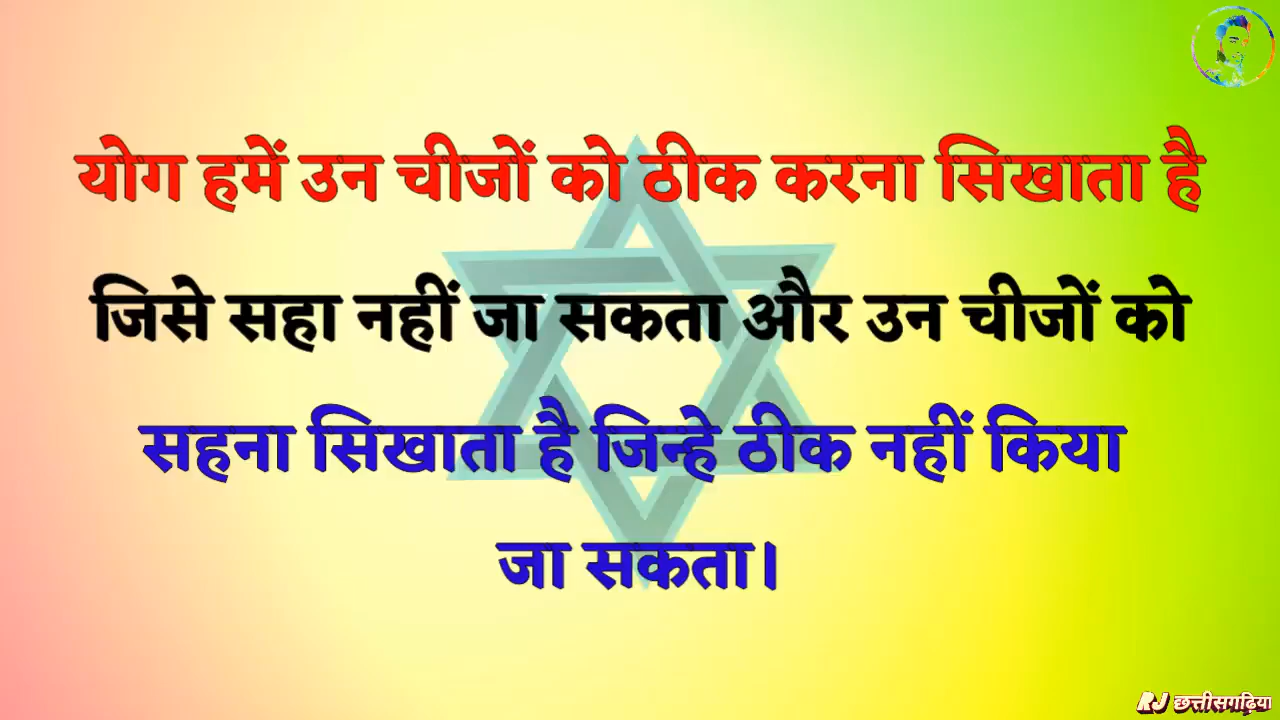 योग हमें उन चीजों को ठीक करना सिखाता है
जिसे सहा नहीं जा सकता और उन चीजों को
सहना सिखाता है जिन्हे ठीक नहीं किया
जा सकता।
RJ छत्तीसगढ़िया